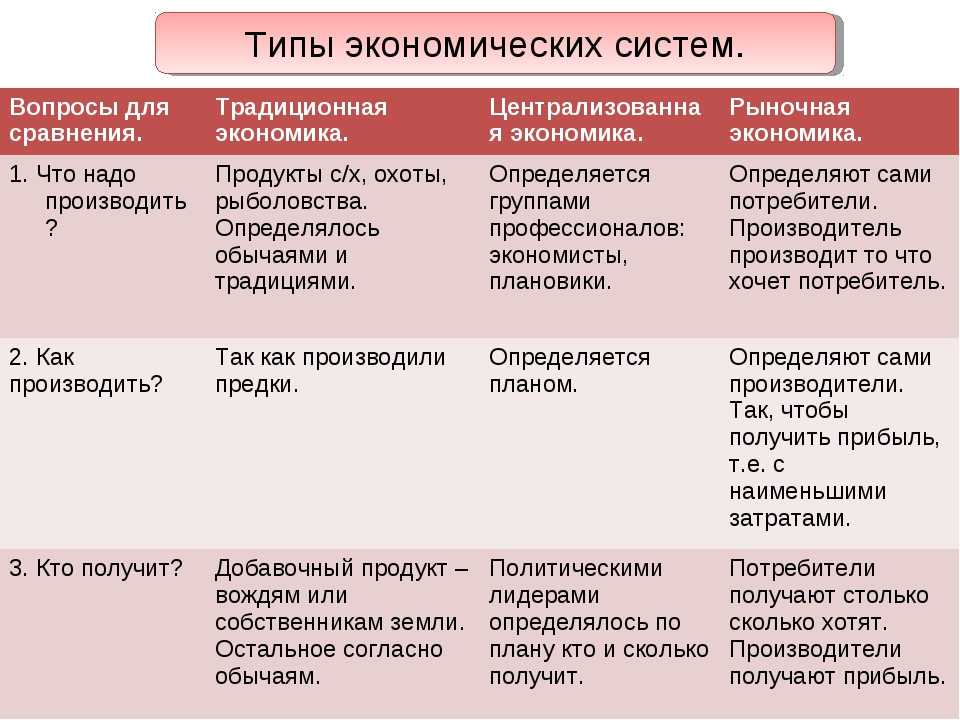 Типы экономических систем.
Вопросы для
сравнения.
Традиционная
экономика.
Централизованна
я экономика.
Рыночная
экономика.
1. Что надо
производить
?
Продукты с/х, охоты,
рыболовства.
Определялось
обычаями и
традициями.
Определяется
группами
профессионалов:
экономисты,
плановики.
Определяют сами
потребители.
Производитель
производит то что
хочет потребитель.
2. Как
производить?
Так как производили
предки.
Определяется
планом.
Определяют сами
производители.
Так, чтобы
получить прибыль,
т.е. с
наименьшими
затратами.
3. Кто получит?
Добавочный продукт –
вождям или
собственникам земли.
Остальное согласно
обычаям.
Политическими
лидерами
определялось по
плану кто и сколько
получит.
Потребители
получают столько
сколько хотят.
Производители
получают прибыль.